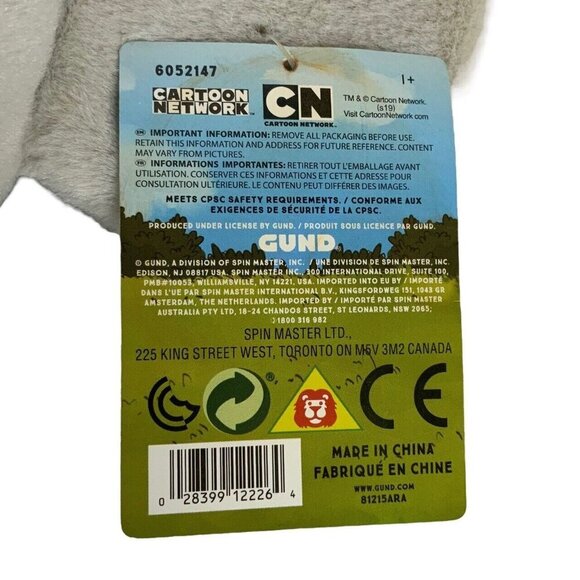 6052147
1+
CARTOON NETWORK™
CN
CARTOON NETWORK™
TM & © Cartoon Network.
(s19)
Visit CartoonNetwork.com
EN IMPORTANT INFORMATION: REMOVE ALL PACKAGING BEFORE USE.
RETAIN THIS INFORMATION AND ADDRESS FOR FUTURE REFERENCE. CONTENT
MAY VARY FROM PICTURES.
FR INFORMATIONS IMPORTANTES: RETIRER TOUT L'EMBALLAGE AVANT
UTILISATION. CONSERVER CES INFORMATIONS ET CETTE ADRESSE POUR
CONSULTATION ULTÉRIEURE. LE CONTENU PEUT DIFFÉRER DES IMAGES.
MEETS CPSC SAFETY REQUIREMENTS. / CONFORME AUX
EXIGENCES DE SÉCURITÉ DE LA CPSC.
PRODUCED UNDER LICENSE BY GUND. / PRODUIT SOUS LICENCE PAR GUND.
GUND®
© GUND, A DIVISION OF SPIN MASTER, INC. / UNE DIVISION DE SPIN MASTER, INC.
EDISON, NJ 08817 USA. SPIN MASTER, INC., 300 INTERNATIONAL DRIVE, SUITE 100,
PMB#10053, WILLIAMSVILLE, NY 14221. IMPORTED INTO EU BY / IMPORTÉ
DANS L'UE PAR SPIN MASTER INTERNATIONAL B.V., KINGSFORDWEG 151, 1043 GR
AMSTERDAM, THE NETHERLANDS. IMPORTED BY / IMPORTÉ PAR SPIN MASTER
AUSTRALIA PTY LTD, 18-24 CHANDOS STREET, ST LEONARDS, NSW 2065;
1800 316 982
SPIN MASTER LTD.,
225 KING STREET WEST, TORONTO ON M5V 3M2 CANADA
®
CE
MADE IN CHINA
FABRIQUÉ EN CHINE
WWW.GUND.COM
81215ARA
0 28399 12226 4